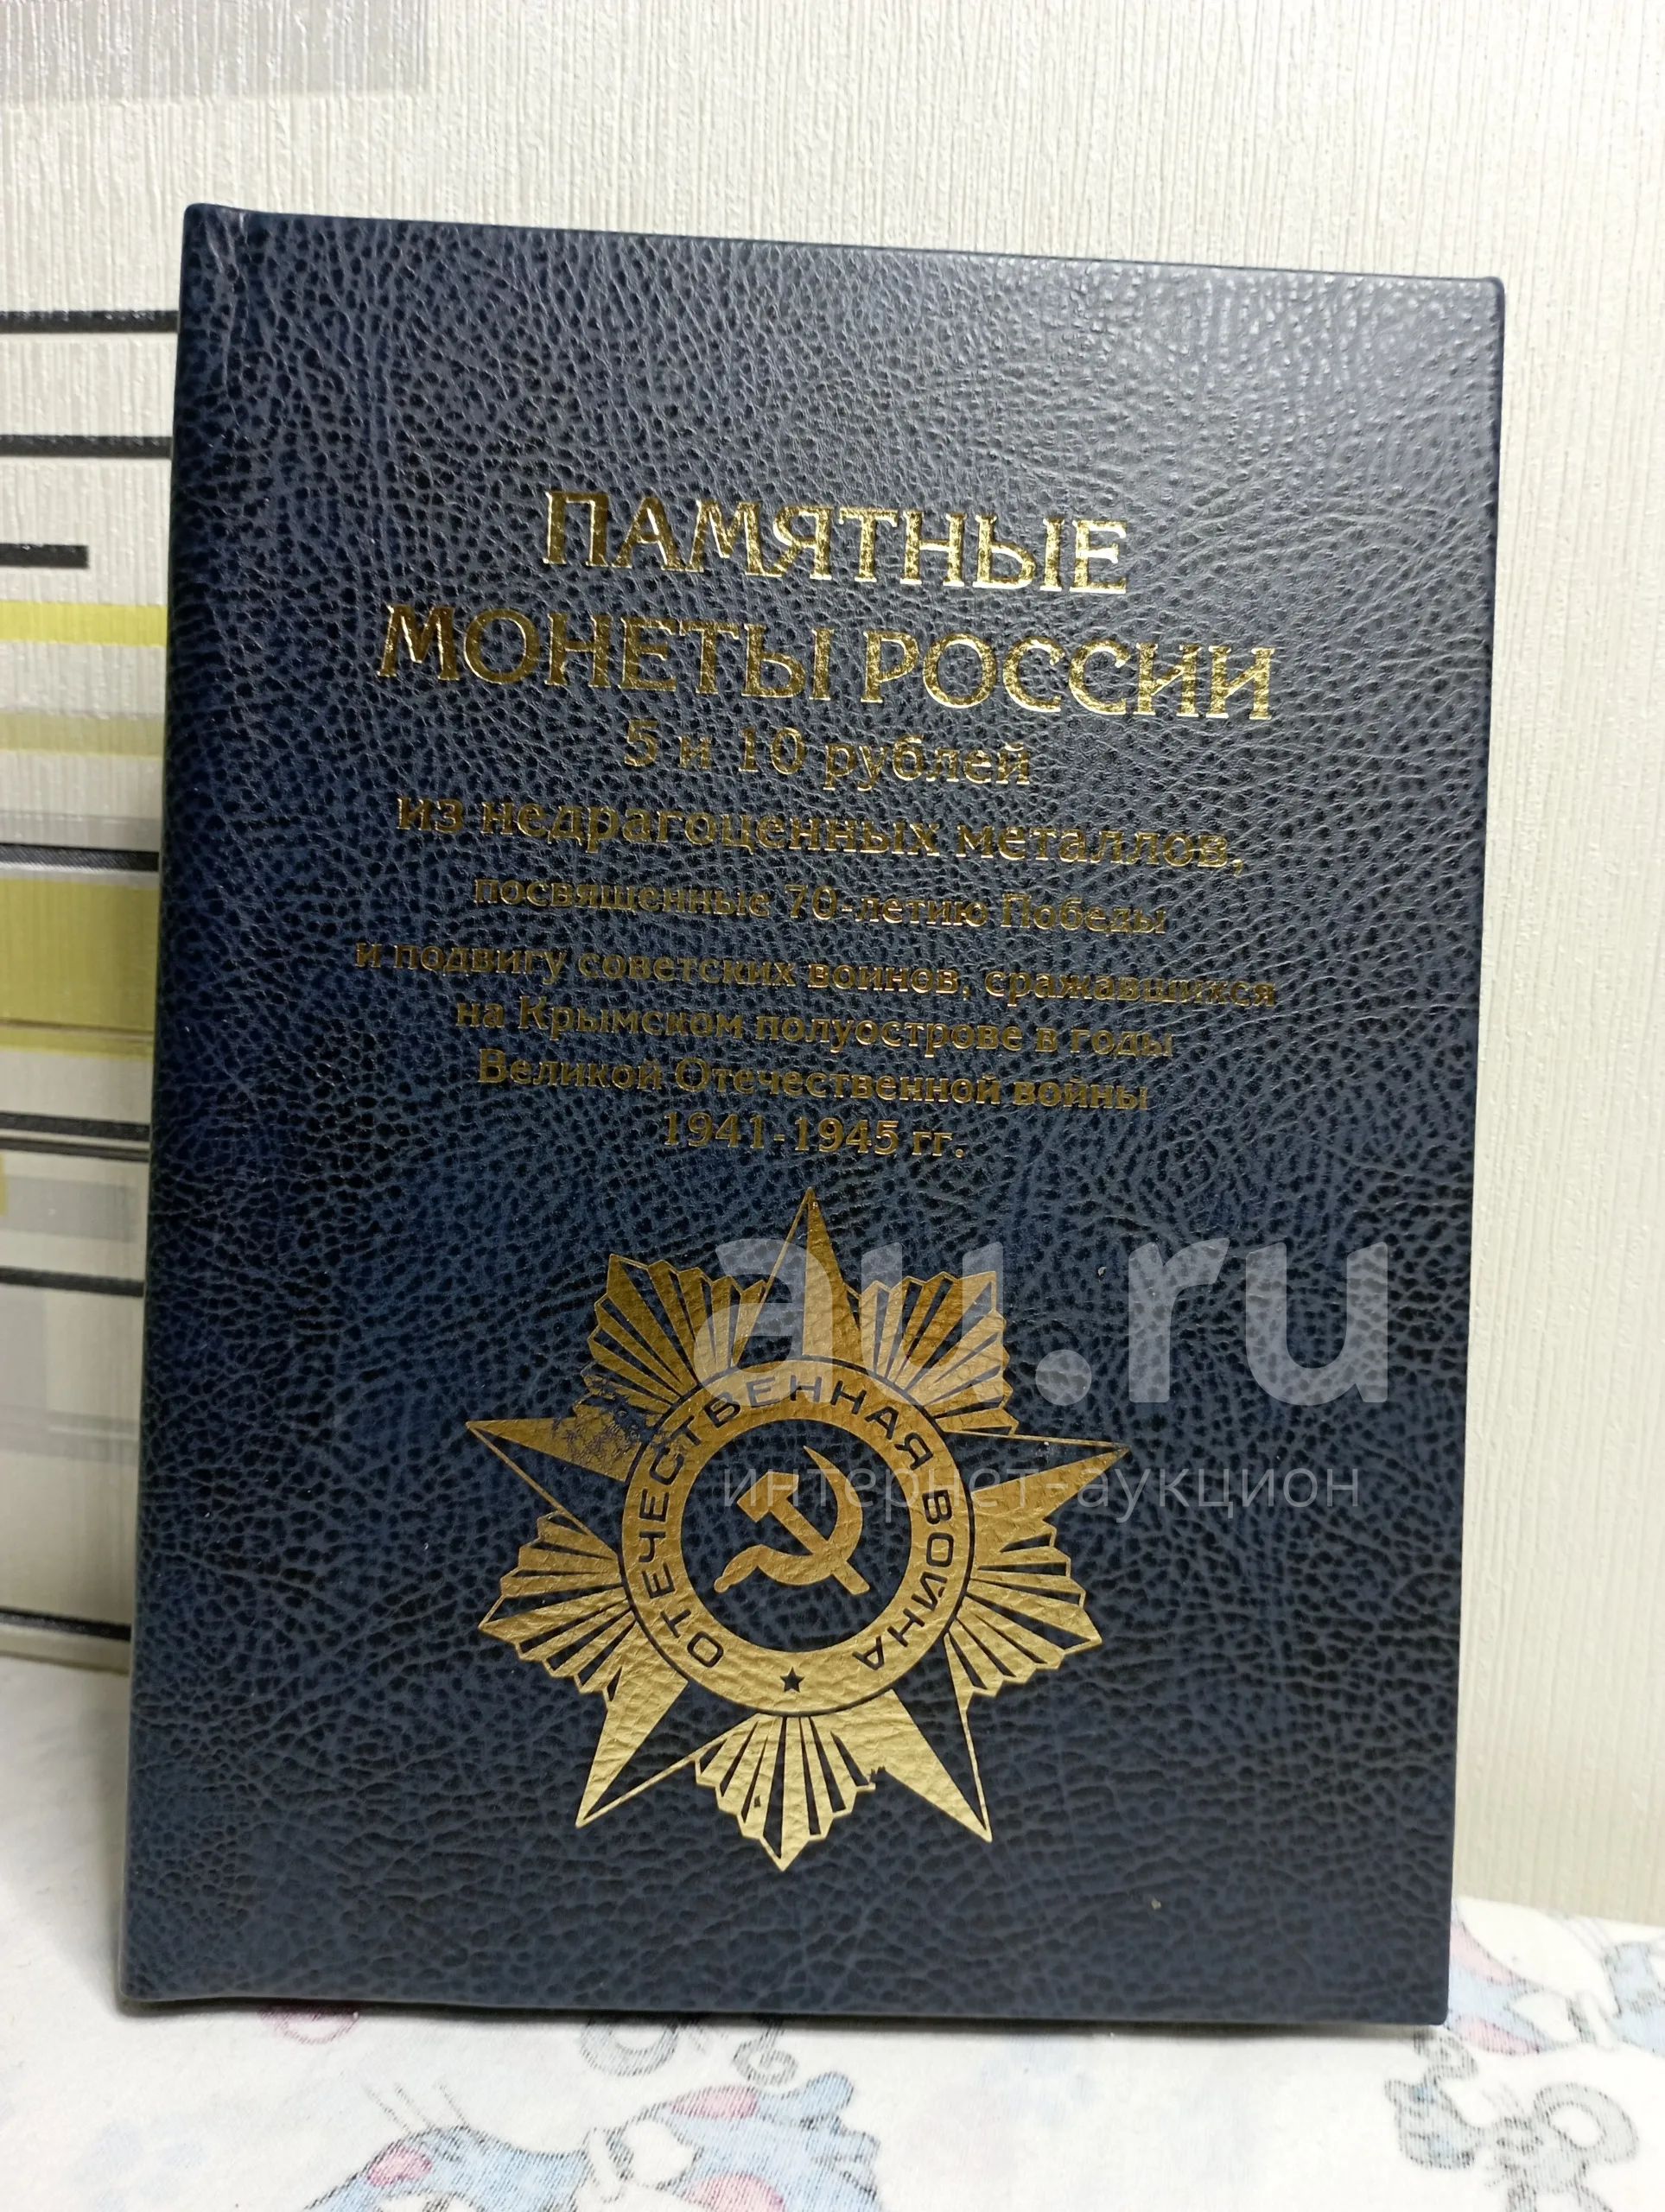 ПАМЯТНЫЕ
МОНЕТЫ РОССИИ
5 и 10 рублей
из недрагоценных металлов,
посвященные 70-летию Победы
и подвигу советских воинов, сражавшихся
на Крымском полуострове в годы
Великой Отечественной войны
1941-1945 гг.
au.ru
интернет-аукцион
ОТЕЧЕСТВЕННАЯ ВОЙНА